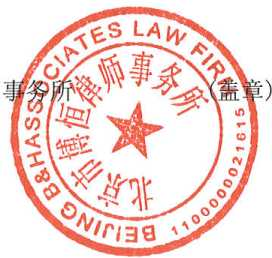 事务所(盖章)
BEIJING B&HASSOCIATES LAW FIRM
北京市博恒律师事务所
1100000021615